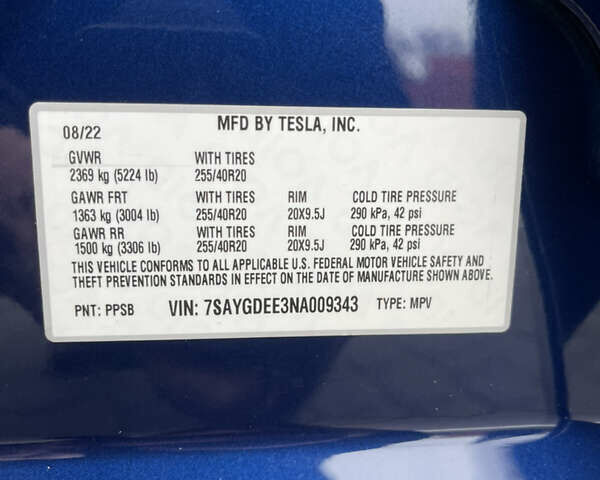 08/22 MFD BY TESLA, INC.
GVWR WITH TIRES
2369 kg (5224 lb) 255/40R20
GAWR FRT WITH TIRES RIM COLD TIRE PRESSURE
1363 kg (3004 lb) 255/40R20 20X9.5J 290 kPa, 42 psi
GAWR RR WITH TIRES RIM COLD TIRE PRESSURE
1500 kg (3306 lb) 255/40R20 20X9.5J 290 kPa, 42 psi
THIS VEHICLE CONFORMS TO ALL APPLICABLE U.S. FEDERAL MOTOR VEHICLE SAFETY AND
THEFT PREVENTION STANDARDS IN EFFECT ON THE DATE OF MANUFACTURE SHOWN ABOVE.
PNT: PPSB VIN: 7SAYGDEE3NA009343 TYPE: MPV